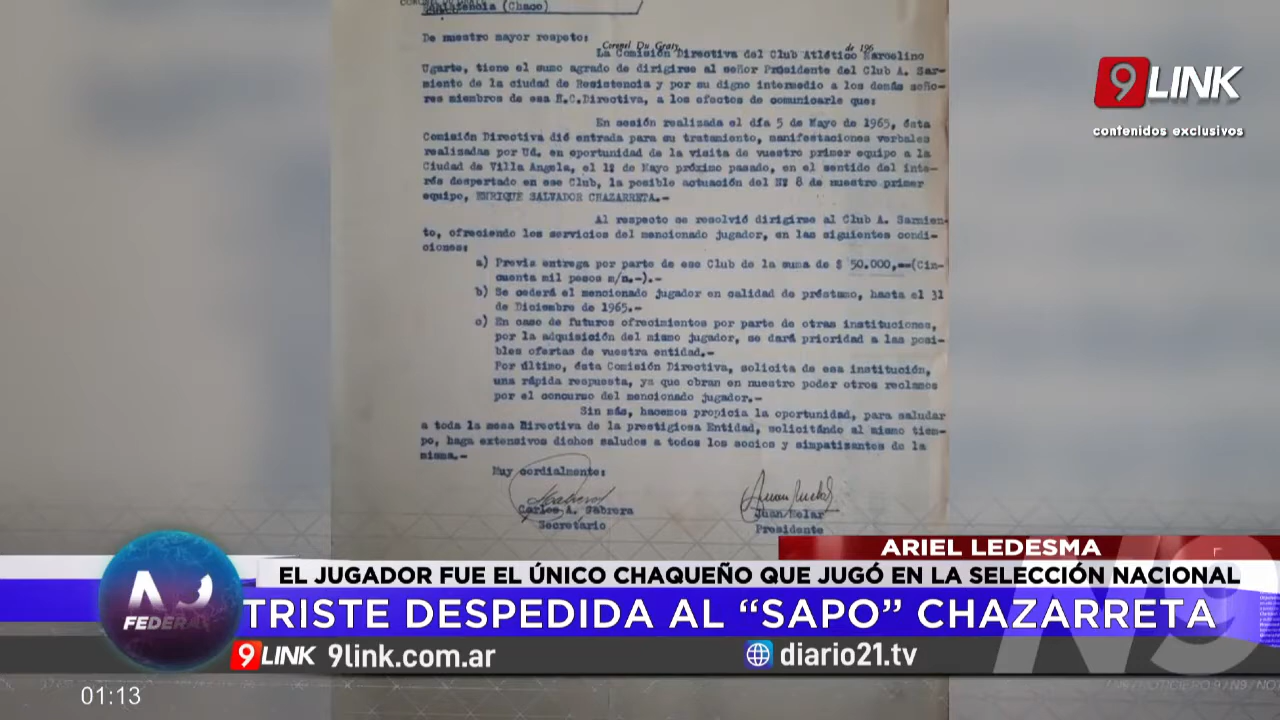 Resistencia (Chaco)
De nuestro mayor respeto:
Coronel Du Graty, de 196
La Comisión Directiva del Club Atlético Marcelino
Ugarte, tiene el sumo agrado de dirigirse al señor Présidente del Club A. Sar-
miento de la ciudad de Resistencia y por su digno intermedio a los demás seño-
res miembros de esa H.C.Directiva, a los efectos de comunicarle que:
En sesión realizada el día 5 de Mayo de 1965, ésta
Comisión Directiva dió entrada para su tratamiento, manifestaciones verbales
realizadas por Ud. en oportunidad de la visita de vuestro primer equipo a la
Ciudad de Villa Angela, el 1º de Mayo próximo pasado, en el sentido del inte-
rés despertado en ese Club, la posible actuación del Nº 8 de nuestro primer
equipo, ENRIQUE SALVADOR CHAZARRETA.-
Al respecto se resolvió dirigirse al Club A. Sarmien-
to, ofreciendo los servicios del mencionado jugador, en las siguientes condi-
ciones:
a) Previa entrega por parte de ese Club de la suma de $ 50.000,--(Cin-
cuenta mil pesos m/n.-).-
b) Se cederá el mencionado jugador en calidad de préstamo, hasta el 31
de Diciembre de 1965.-
c) En caso de futuros ofrecimientos por parte de otras instituciones,
por la adquisición del mismo jugador, se dará prioridad a las posi-
bles ofertas de vuestra entidad.-
Por último, ésta Comisión Directiva, solicita de esa institución,
una rápida respuesta, ya que obran en nuestro poder otros reclamos
por el concurso del mencionado jugador.-
Sin más, hacemos propicia la oportunidad, para saludar
a toda la mesa Directiva de la prestigiosa Entidad, solicitándo al mismo tiem-
po, haga extensivos dichos saludos a todos los socios y simpatizantes de la
misma.-
Muy cordialmente:
Carlos A. Cabrera
Secretario
Juan Melar
Presidente
9 LINK
contenidos exclusivos
ARIEL LEDESMA
EL JUGADOR FUE EL ÚNICO CHAQUEÑO QUE JUGÓ EN LA SELECCIÓN NACIONAL
TRISTE DESPEDIDA AL “SAPO” CHAZARRETA
FEDERAL
9 LINK 9link.com.ar
diario21.tv
N9
01:13